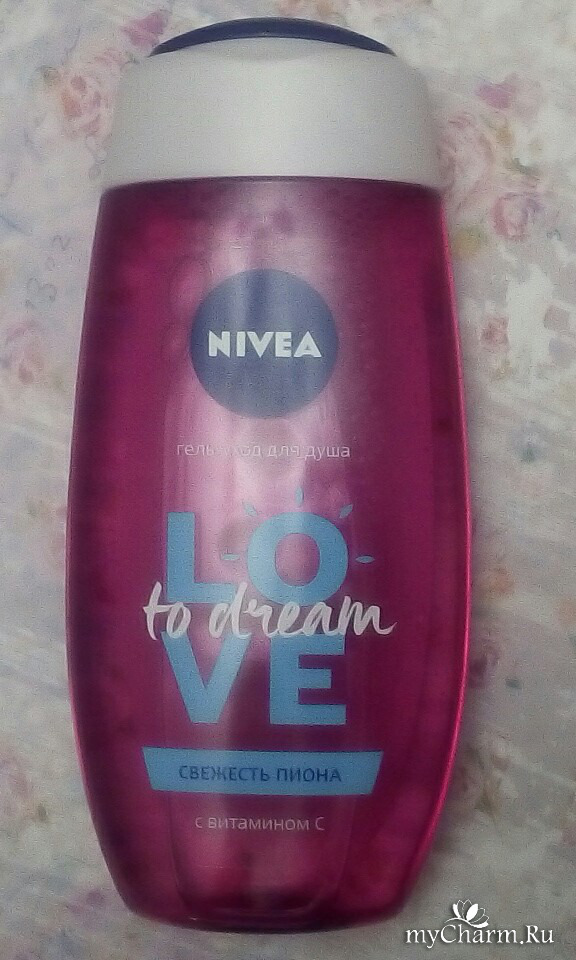 NIVEA
гель-уход для душа
LO
to dream
VE
СВЕЖЕСТЬ ПИОНА
с витамином С
myCharm.Ru